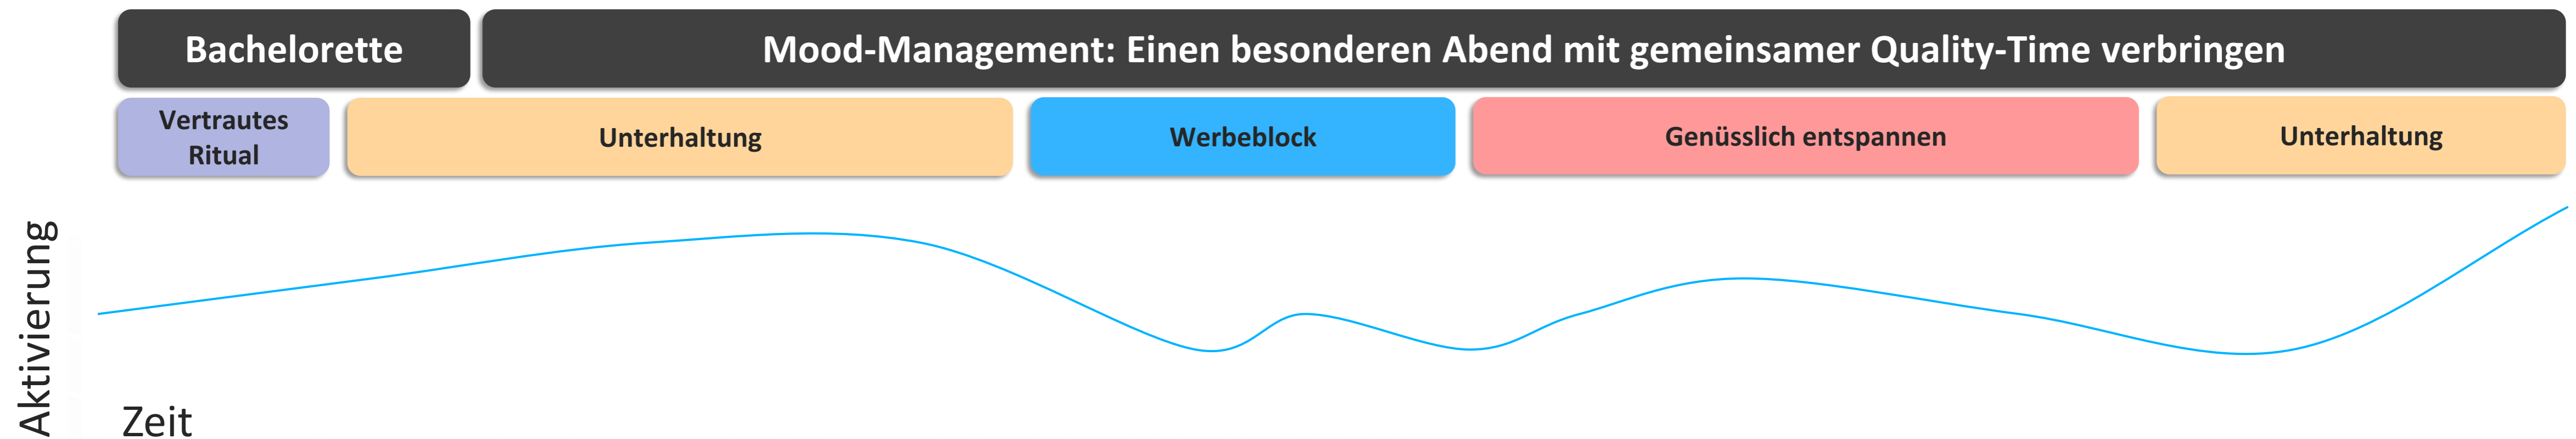 Bachelorette
Mood-Management: Einen besonderen Abend mit gemeinsamer Quality-Time verbringen
Vertrautes
Ritual
Unterhaltung
Werbeblock
Genüsslich entspannen
Unterhaltung
Aktivierung
Zeit